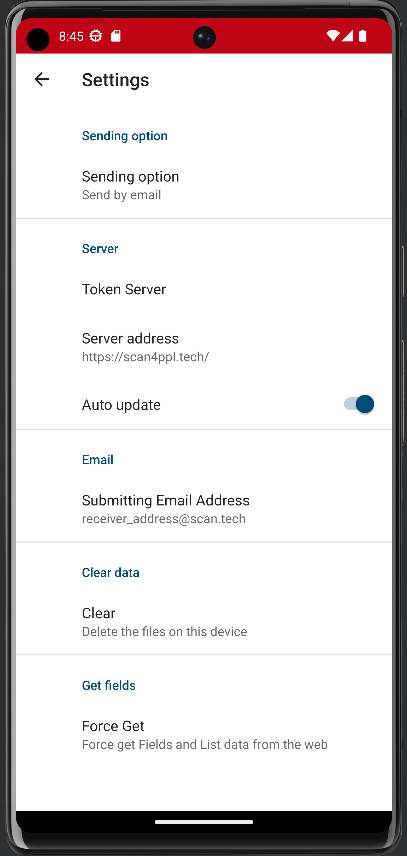 8:45
Settings
Sending option
Sending option
Send by email
Server
Token Server
Server address
https://scan4ppl.tech/
Auto update
Email
Submitting Email Address
receiver_address@scan.tech
Clear data
Clear
Delete the files on this device
Get fields
Force Get
Force get Fields and List data from the web